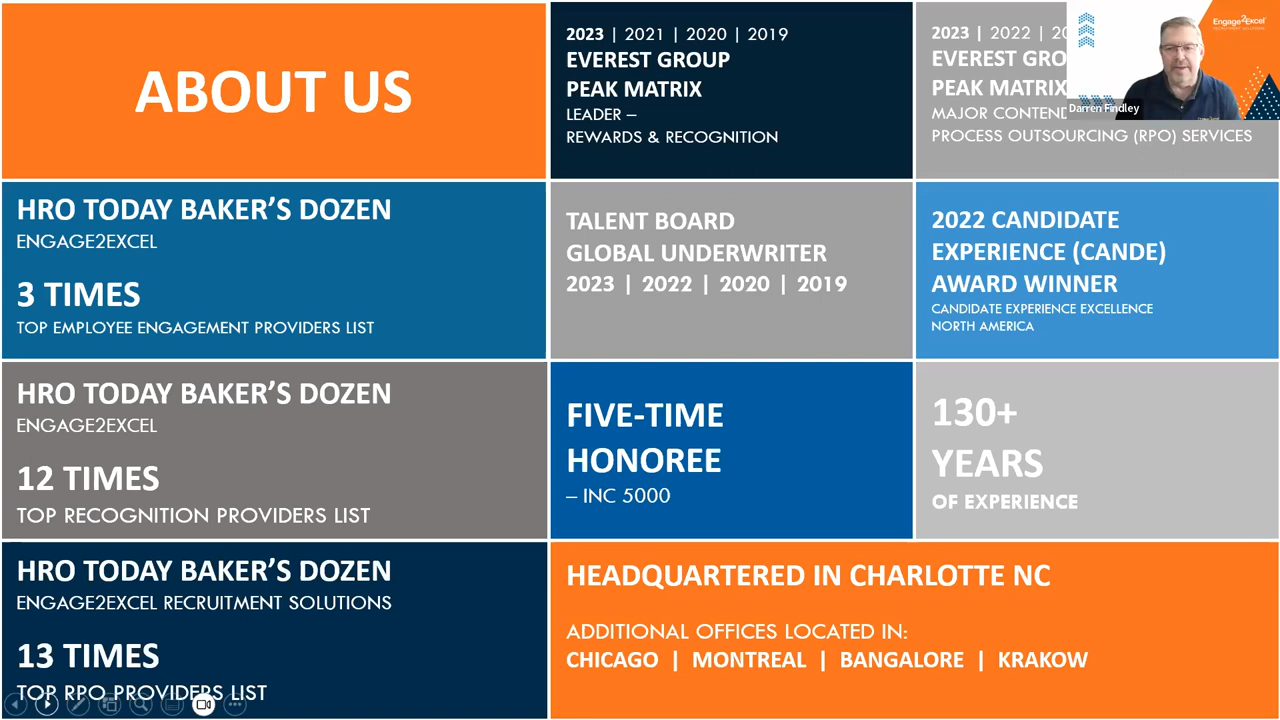 ABOUT US
2023 | 2021 | 2020 | 2019
EVEREST GROUP
PEAK MATRIX
LEADER –
REWARDS & RECOGNITION
2023 | 2022 |
EVEREST
PEAK MATRIX
MAJOR
PROCESS OUTSOURCING (RPO) SERVICES
Engage2Excel
RECRUITMENT SOLUTIONS
Darren Findley
HRO TODAY BAKER’S DOZEN
ENGAGE2EXCEL
3 TIMES
TOP EMPLOYEE ENGAGEMENT PROVIDERS LIST
TALENT BOARD
GLOBAL UNDERWRITER
2023 | 2022 | 2020 | 2019
2022 CANDIDATE
EXPERIENCE (CANDE)
AWARD WINNER
CANDIDATE EXPERIENCE EXCELLENCE
NORTH AMERICA
HRO TODAY BAKER’S DOZEN
ENGAGE2EXCEL
12 TIMES
TOP RECOGNITION PROVIDERS LIST
FIVE-TIME
HONOREE
– INC 5000
130+
YEARS
OF EXPERIENCE
HRO TODAY BAKER’S DOZEN
ENGAGE2EXCEL RECRUITMENT SOLUTIONS
13 TIMES
TOP RPO PROVIDERS LIST
HEADQUARTERED IN CHARLOTTE NC
ADDITIONAL OFFICES LOCATED IN:
CHICAGO | MONTREAL | BANGALORE | KRAKOW